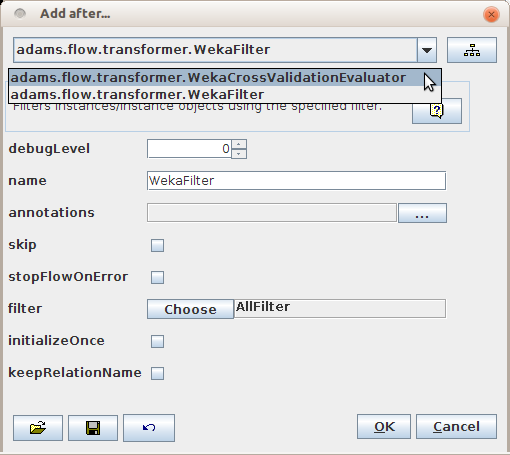 Add after...
adams.flow.transformer.WekaFilter
adams.flow.transformer.WekaCrossValidationEvaluator
adams.flow.transformer.WekaFilter
Filters instances/instance objects using the specified filter.
?
debugLevel
0
name
WekaFilter
annotations
...
skip
stopFlowOnError
filter
Choose
AllFilter
initializeOnce
keepRelationName
OK
Cancel